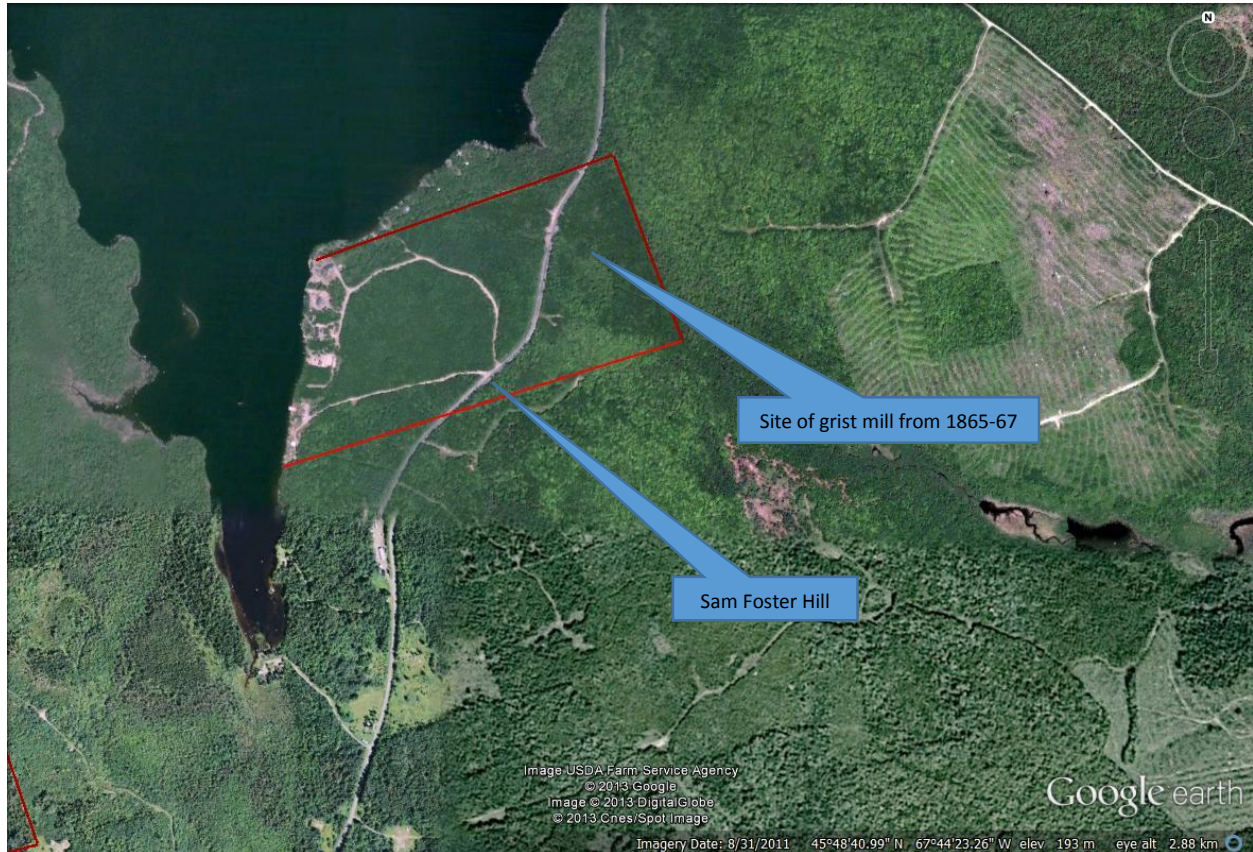 N
Site of grist mill from 1865-67
Sam Foster Hill
Image USDA Farm Service Agency
© 2013 Google
Image © 2013 DigitalGlobe
© 2013 Cnes/Spot Image
Google earth
Imagery Date: 8/31/2011 45°48'40.99" N 67°44'23.26" W elev 193 m eye alt 2.88 km